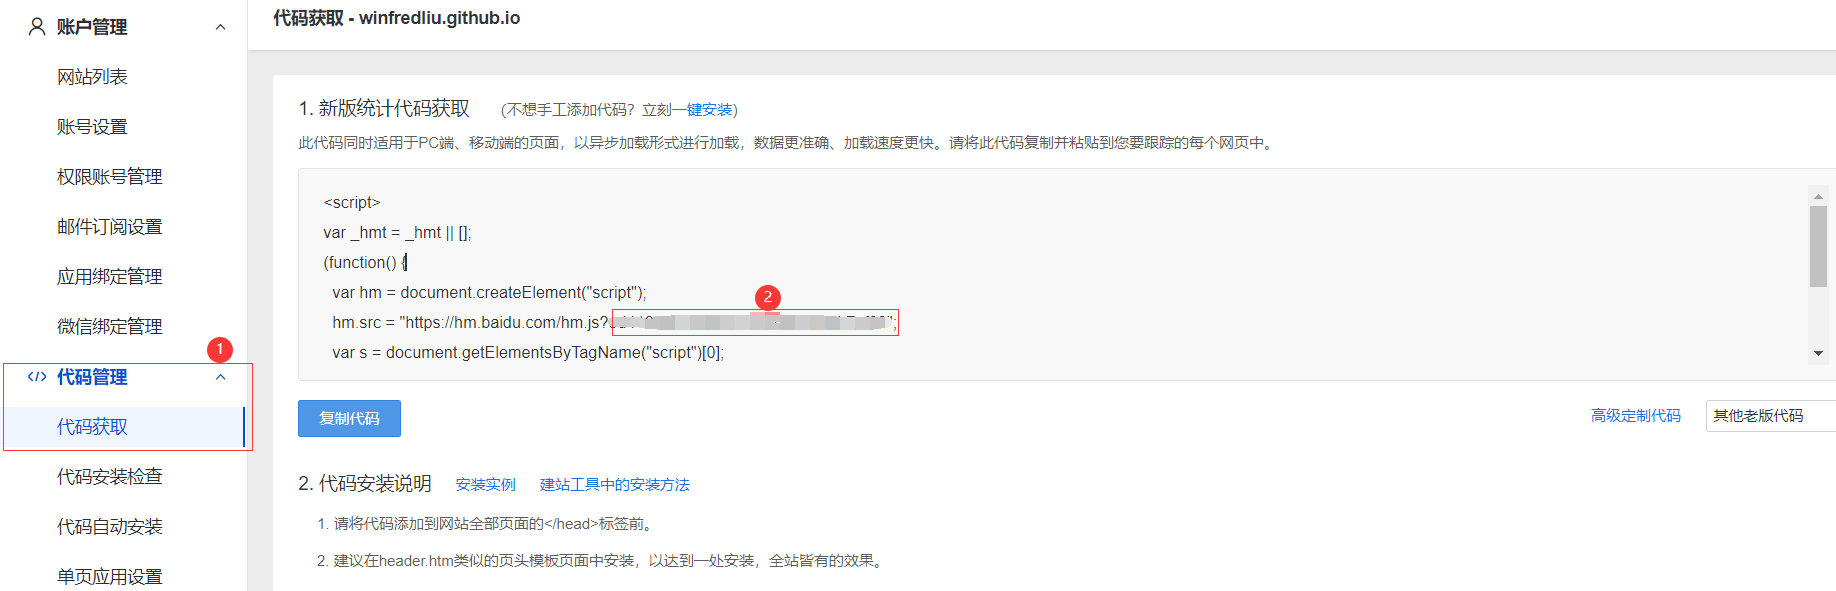 账户管理
网站列表
账号设置
权限账号管理
邮件订阅设置
应用绑定管理
微信绑定管理
1
代码管理
代码获取
代码安装检查
代码自动安装
单页应用设置
代码获取 - winfredliu.github.io
1. 新版统计代码获取 (不想手工添加代码？立刻一键安装)
此代码同时适用于PC端、移动端的页面，以异步加载形式进行加载，数据更准确、加载速度更快。请将此代码复制并粘贴到您要跟踪的每个网页中。
<script>
var _hmt = _hmt || [];
(function() {
var hm = document.createElement("script");
2
hm.src = "https://hm.baidu.com/hm.js?
var s = document.getElementsByTagName("script")[0];
复制代码
高级定制代码
其他老版代码
2. 代码安装说明 安装实例 建站工具中的安装方法
1. 请将代码添加到网站全部页面的</head>标签前。
2. 建议在header.htm类似的页头模板页面中安装，以达到一处安装，全站皆有的效果。